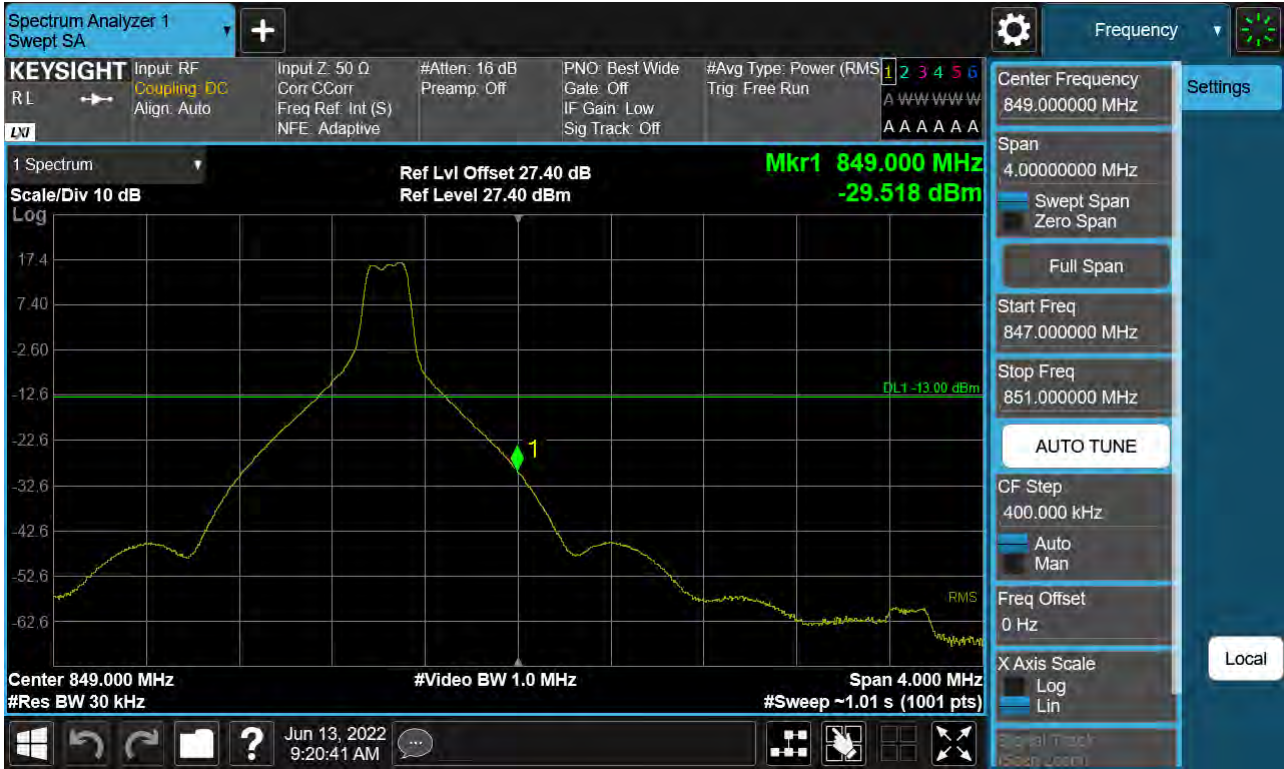 Spectrum Analyzer 1
Swept SA
+
Frequency
KEYSIGHT
RL
LXI
Input: RF
Coupling: DC
Align: Auto
Input Z: 50 Ω
Corr CCorr
Freq Ref: Int (S)
NFE: Adaptive
#Atten: 16 dB
Preamp: Off
PNO: Best Wide
Gate: Off
IF Gain: Low
Sig Track: Off
#Avg Type: Power (RMS
Trig: Free Run
1 2 3 4 5 6
A W W W W W
A A A A A A
1 Spectrum
Scale/Div 10 dB
Log
Ref Lvl Offset 27.40 dB
Ref Level 27.40 dBm
Mkr1 849.000 MHz
-29.518 dBm
17.4
7.40
-2.60
-12.6
-22.6
-32.6
-42.6
-52.6
-62.6
DL1 -13.00 dBm
1
RMS
Center 849.000 MHz
#Res BW 30 kHz
#Video BW 1.0 MHz
Span 4.000 MHz
#Sweep ~1.01 s (1001 pts)
Center Frequency
849.000000 MHz
Span
4.00000000 MHz
Swept Span
Zero Span
Full Span
Start Freq
847.000000 MHz
Stop Freq
851.000000 MHz
AUTO TUNE
CF Step
400.000 kHz
Auto
Man
Freq Offset
0 Hz
X Axis Scale
Log
Lin
Signal Track
(Span Zoom)
Settings
Local
?
Jun 13, 2022
9:20:41 AM